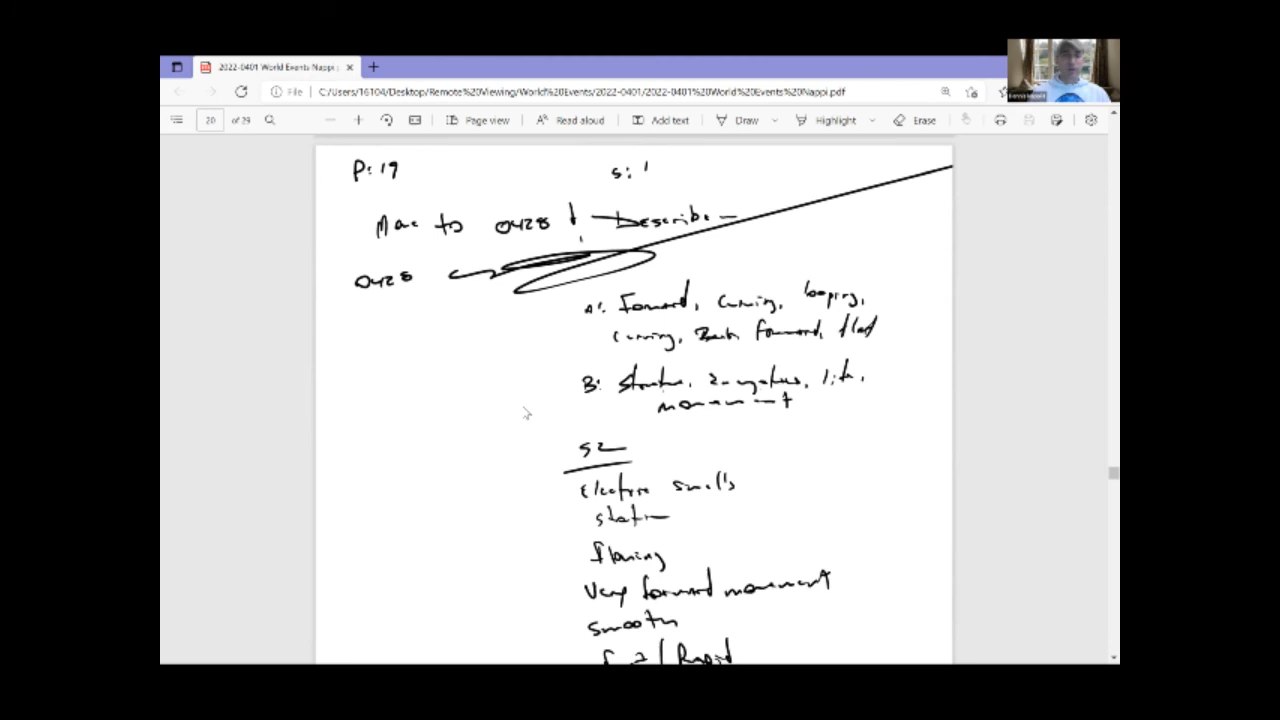 2022-0401 World Events Nappi
File C:/Users/16104/Desktop/Remote%20Viewing/World%20Events/2022-0401/2022-0401%20World%20Events%20Nappi.pdf
20 of 29 Page view Read aloud Add text Draw Highlight Erase
P: 19 S: 1
Move to 0428 Describe
0428
A: Forward, curving, looping,
curving, Back, forward, flat
B: Structure, life,
movement
S2
Electric smells
static
flowing
Very forward movement
smooth
Rapid